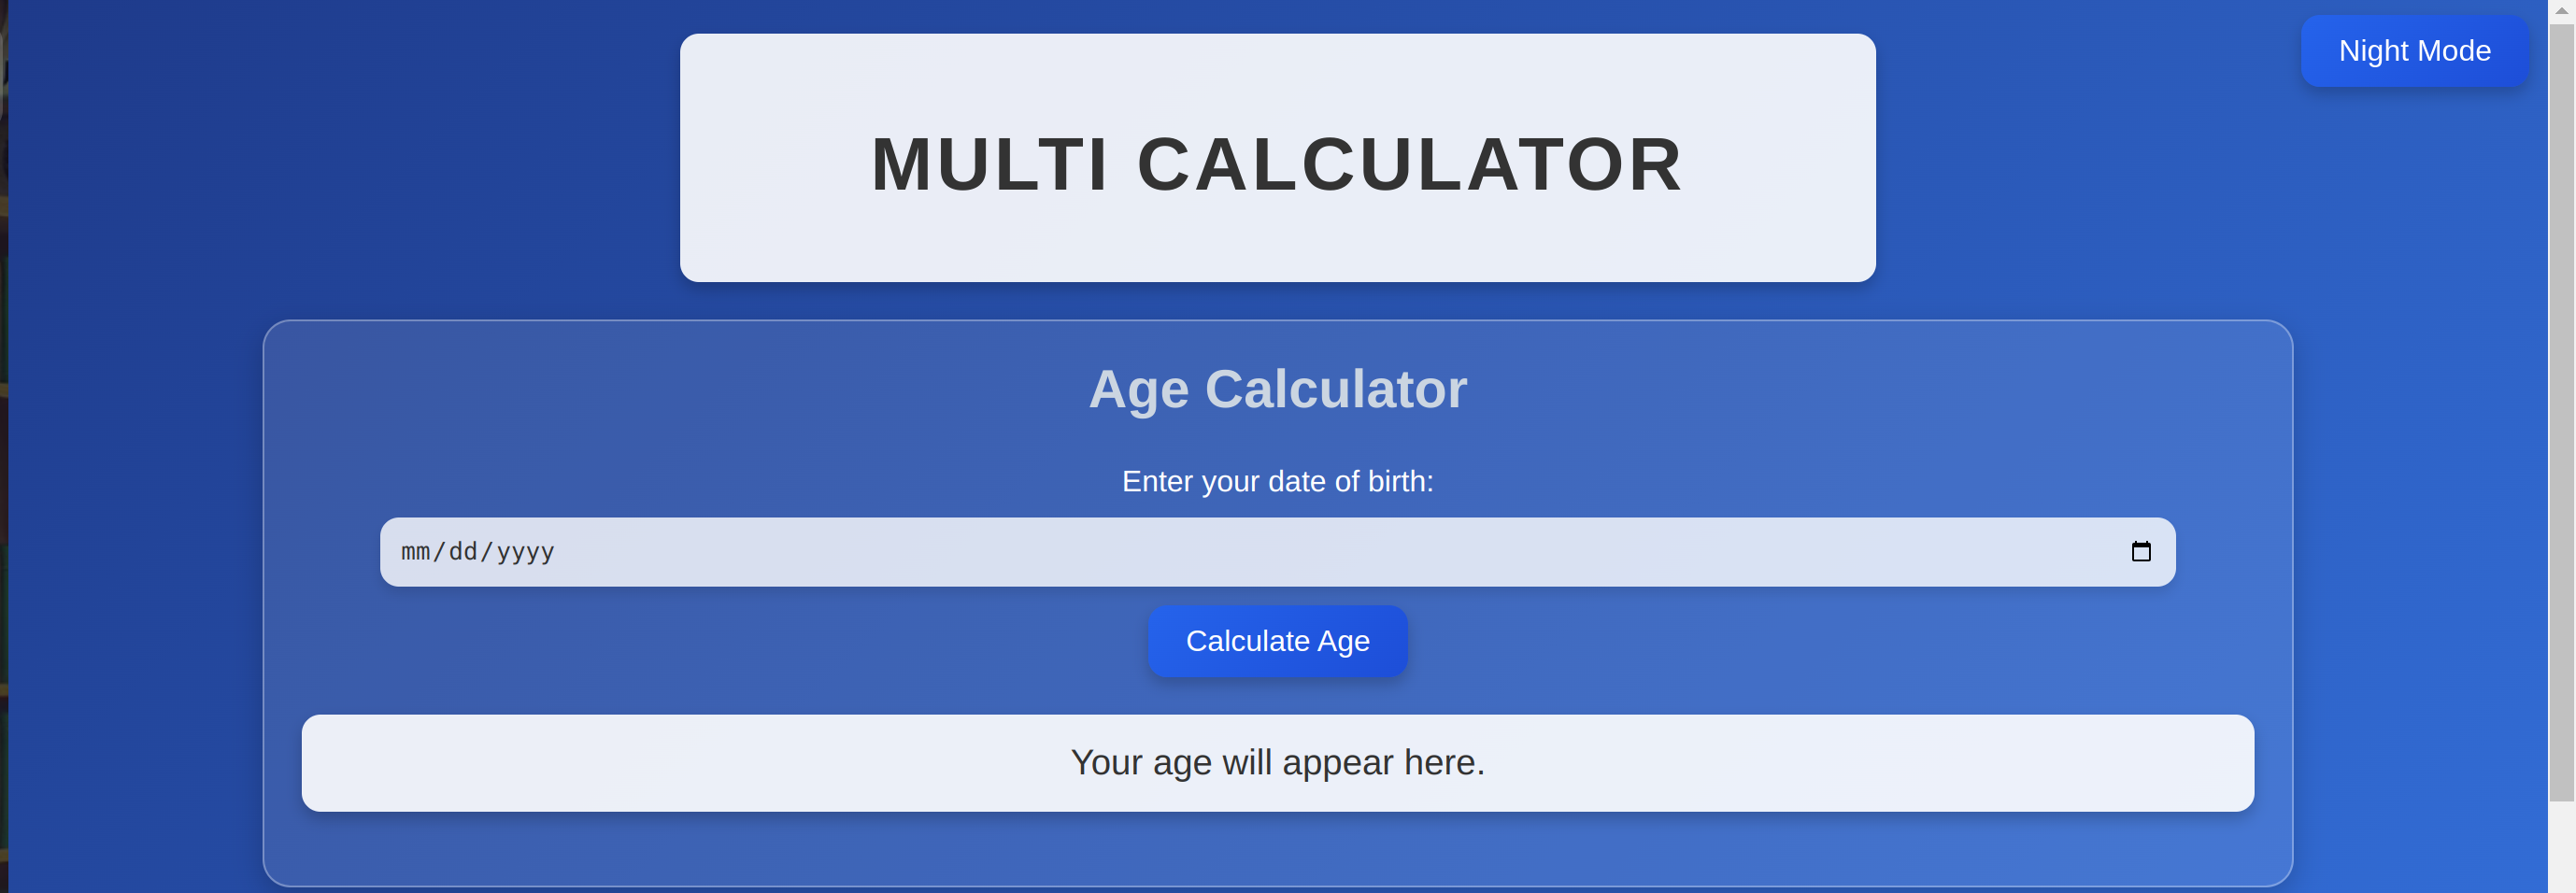 Night Mode
MULTI CALCULATOR
Age Calculator
Enter your date of birth:
mm/dd/yyyy
Calculate Age
Your age will appear here.